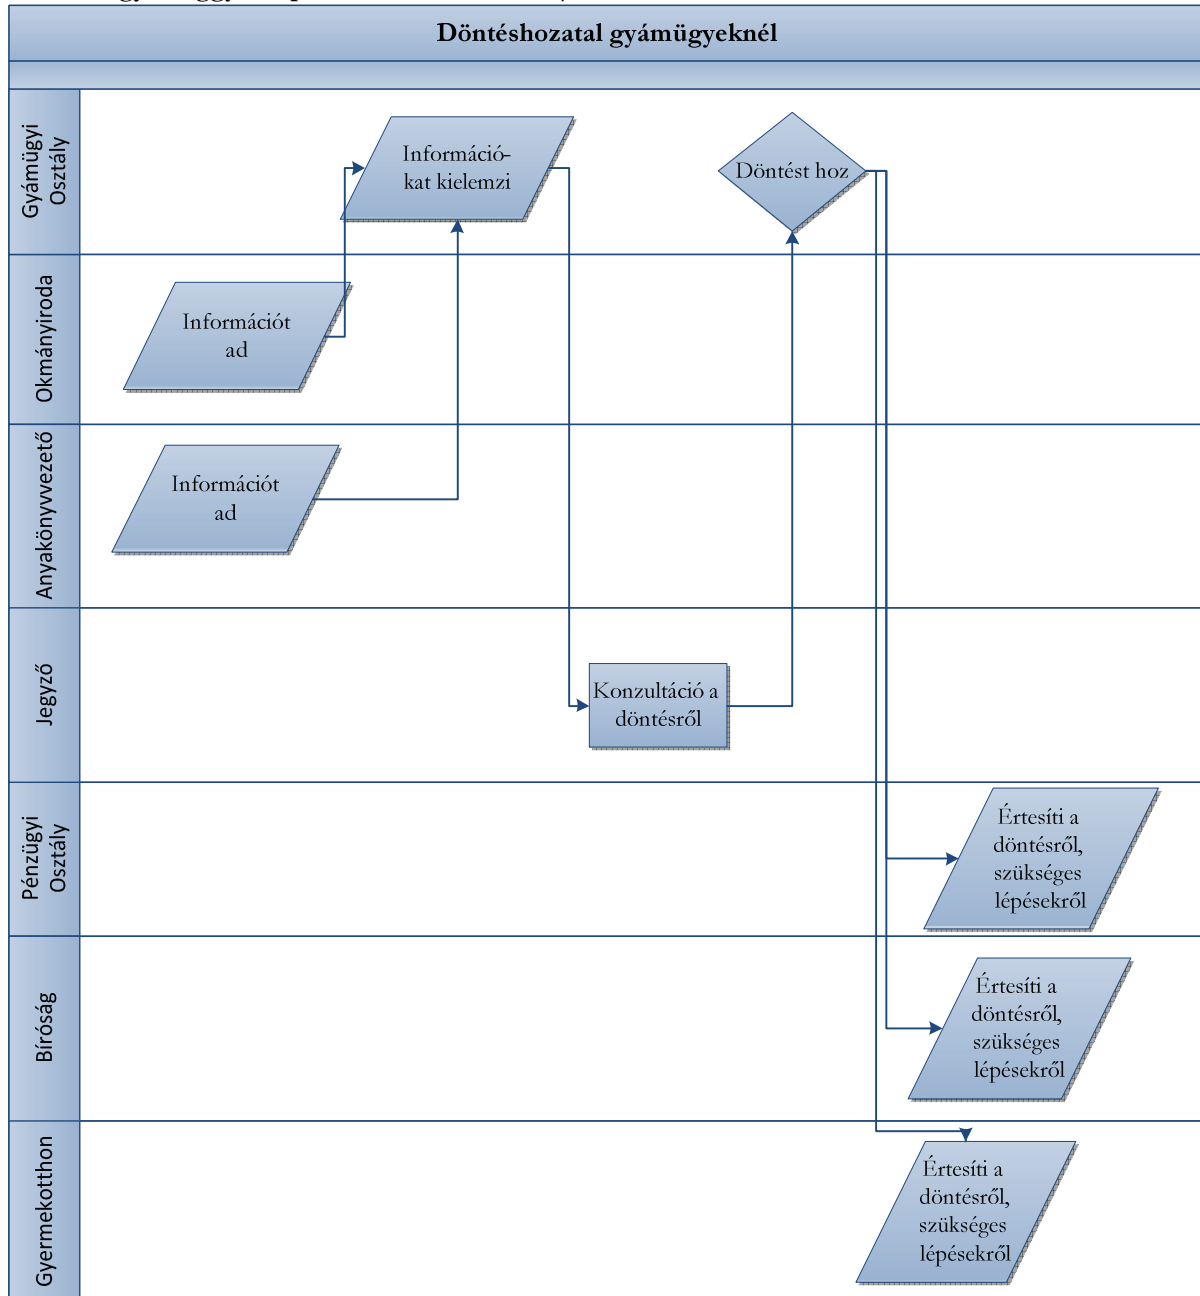 Döntéshozatal gyámügyeknél
Gyámügyi
Osztály
Információ-
kat kielemzi
Döntést hoz
Okmányiroda
Információt
ad
Anyakönyvvezető
Információt
ad
Jegyző
Konzultáció a
döntésről
Pénzügyi
Osztály
Értesíti a
döntésről,
szükséges
lépésekről
Bíróság
Értesíti a
döntésről,
szükséges
lépésekről
Gyermekotthon
Értesíti a
döntésről,
szükséges
lépésekről